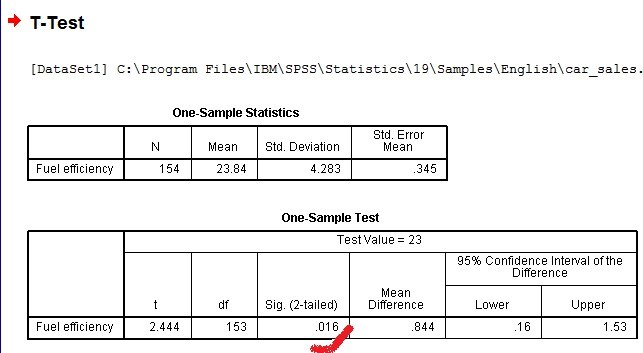 T-Test
[DataSet1] C:\Program Files\IBM\SPSS\Statistics\19\Samples\English\car_sales.
One-Sample Statistics
N Mean Std. Deviation Std. Error Mean
Fuel efficiency 154 23.84 4.283 .345
One-Sample Test
Test Value = 23
t df Sig. (2-tailed) Mean Difference 95% Confidence Interval of the Difference
Lower Upper
Fuel efficiency 2.444 153 .016 .844 .16 1.53